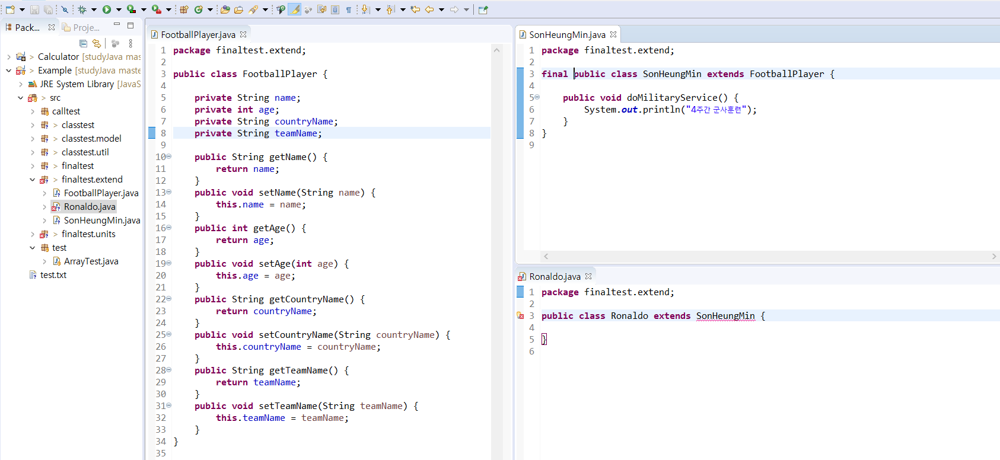 Pack...
Proje...
> Calculator [studyJava mas
> Example [studyJava maste
JRE System Library [JavaS
> src
calltest
> classtest
> classtest.model
> classtest.util
> finaltest
> finaltest.extend
FootballPlayer.java
Ronaldo.java
SonHeungMin.java
> finaltest.units
test
ArrayTest.java
test.txt
FootballPlayer.java
1 package finaltest.extend;
2
3 public class FootballPlayer {
4
5 private String name;
6 private int age;
7 private String countryName;
8 private String teamName;
9
10 public String getName() {
11 return name;
12 }
13 public void setName(String name) {
14 this.name = name;
15 }
16 public int getAge() {
17 return age;
18 }
19 public void setAge(int age) {
20 this.age = age;
21 }
22 public String getCountryName() {
23 return countryName;
24 }
25 public void setCountryName(String countryName) {
26 this.countryName = countryName;
27 }
28 public String getTeamName() {
29 return teamName;
30 }
31 public void setTeamName(String teamName) {
32 this.teamName = teamName;
33 }
34 }
35
SonHeungMin.java
1 package finaltest.extend;
2
3 final public class SonHeungMin extends FootballPlayer {
4
5 public void doMilitaryService() {
6 System.out.println("4주간 군사훈련");
7 }
8 }
9
Ronaldo.java
1 package finaltest.extend;
2
3 public class Ronaldo extends SonHeungMin {
4
5 }
6